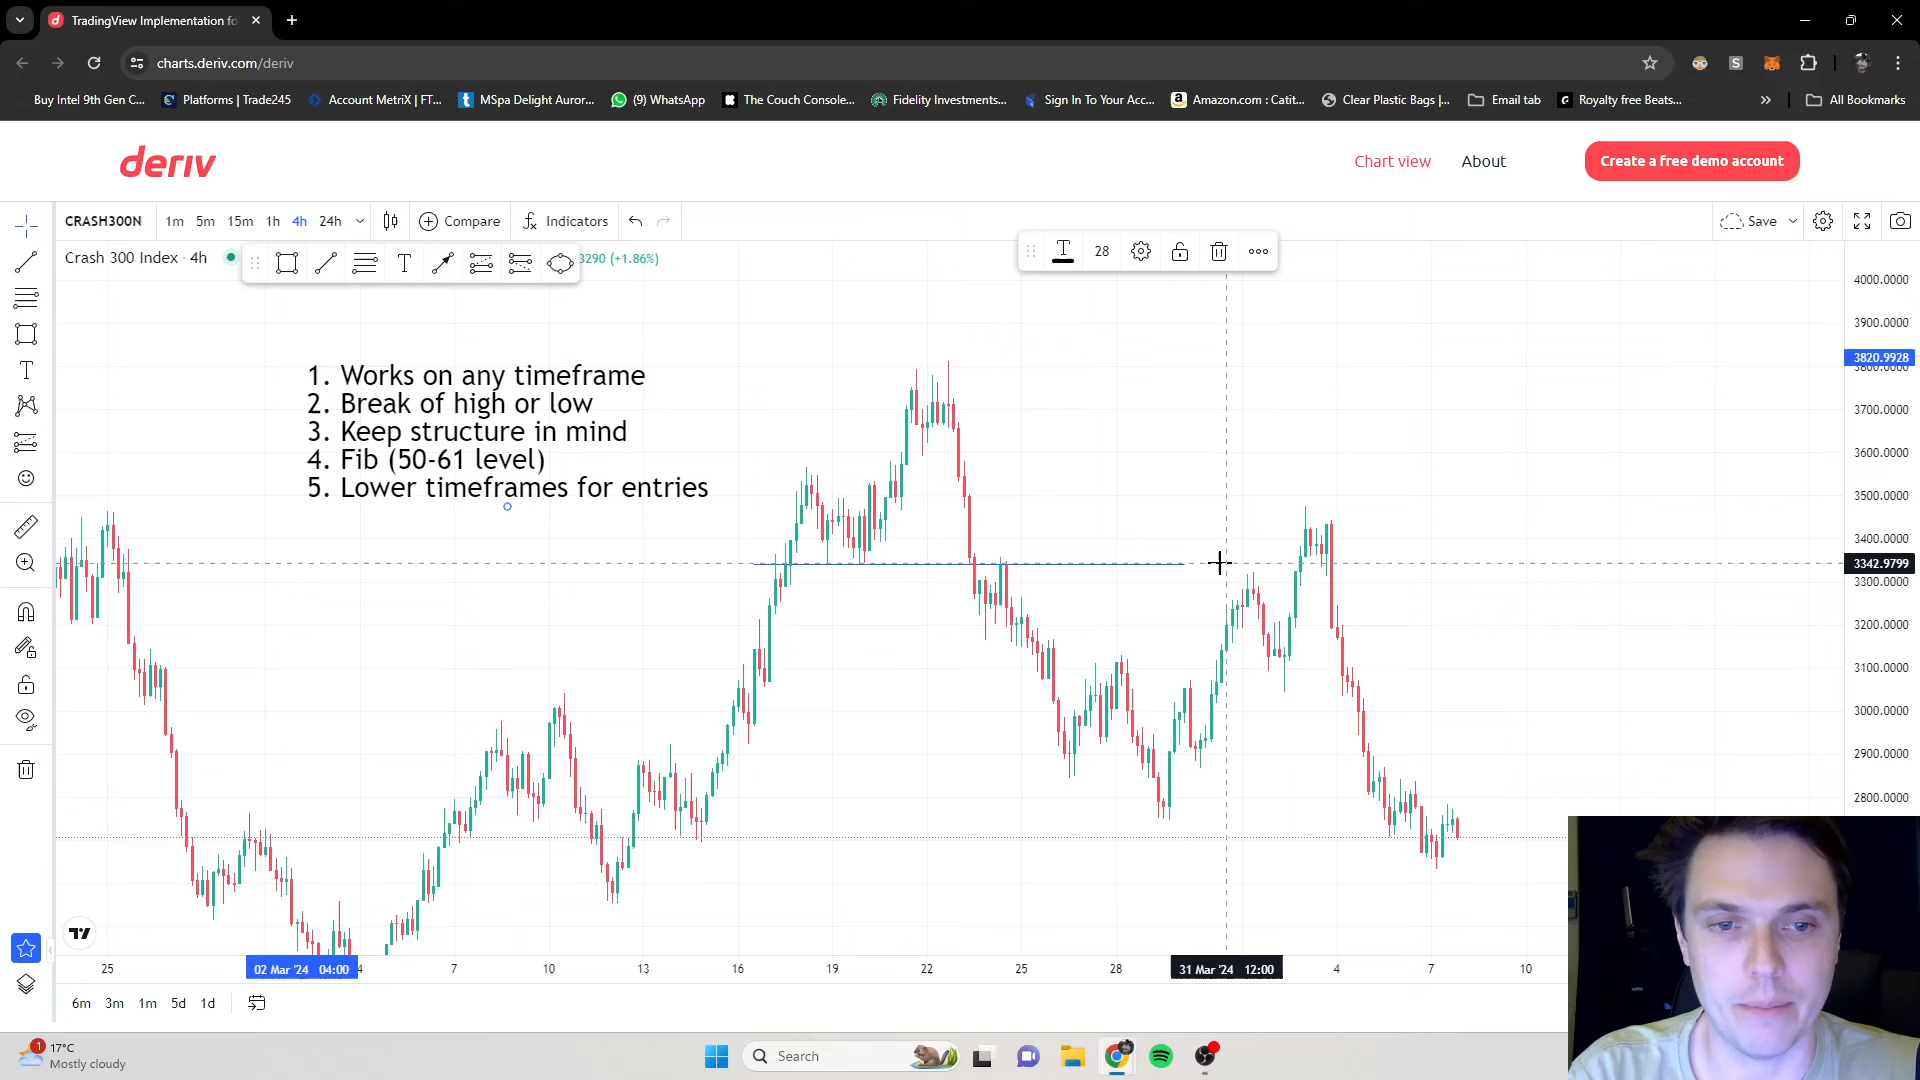 TradingView Implementation fo
charts.deriv.com/deriv
Buy Intel 9th Gen C...
Platforms | Trade245
Account MetriX | FT...
MSpa Delight Auror...
(9) WhatsApp
The Couch Console...
Fidelity Investments...
Sign In To Your Acc...
Amazon.com : Catit...
Clear Plastic Bags |...
Email tab
Royalty free Beats...
All Bookmarks
deriv
Chart view
About
Create a free demo account
CRASH300N
1m 5m 15m 1h 4h 24h
Compare
Indicators
Save
Crash 300 Index · 4h
3290 (+1.86%)
28
1. Works on any timeframe
2. Break of high or low
3. Keep structure in mind
4. Fib (50-61 level)
5. Lower timeframes for entries
4000.0000
3900.0000
3820.9928
3800.0000
3700.0000
3600.0000
3500.0000
3400.0000
3342.9799
3300.0000
3200.0000
3100.0000
3000.0000
2900.0000
2800.0000
25
02 Mar '24 04:00
4
7
10
13
16
19
22
25
28
31 Mar '24 12:00
4
7
10
6m 3m 1m 5d 1d
1
17°C
Mostly cloudy
Search